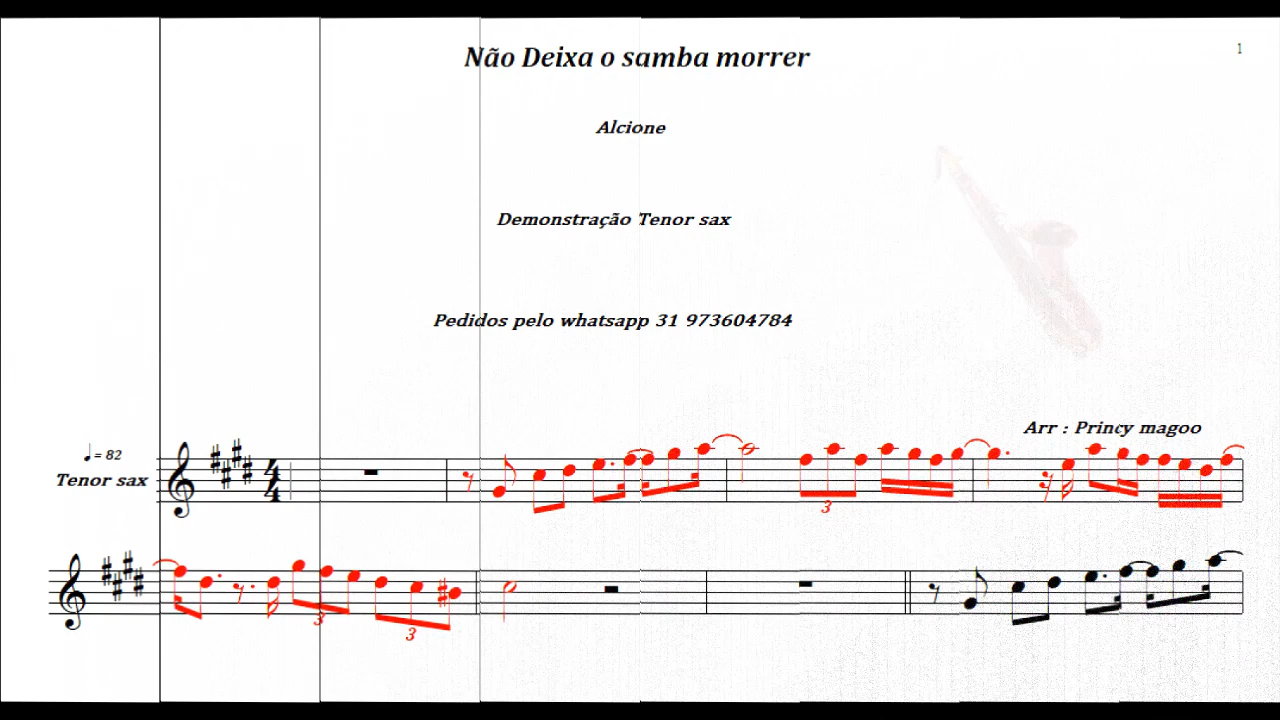 Não Deixa o samba morrer
1
Alcione
Demonstração Tenor sax
Pedidos pelo whatsapp 31 973604784
Arr : Princy magoo
= 82
Tenor sax
4
4
3
3
3